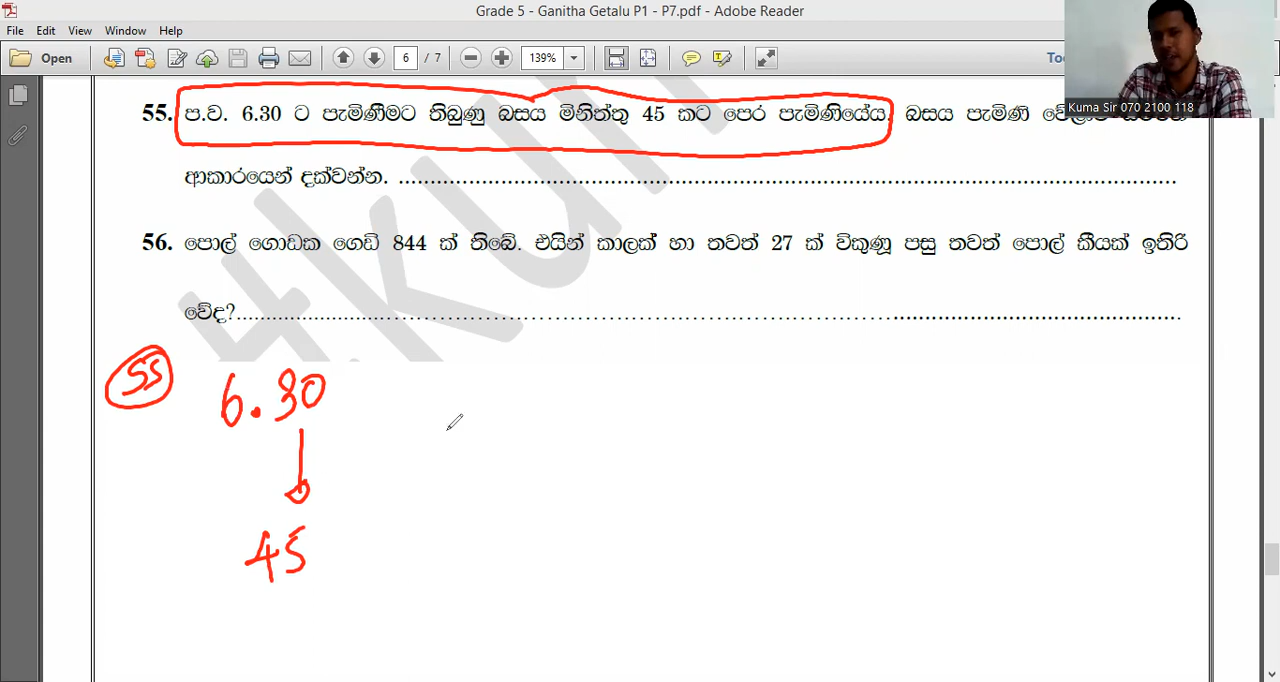 Grade 5 - Ganitha Getalu P1 - P7.pdf - Adobe Reader
File Edit View Window Help
Open 6 / 7 139%
Kuma Sir 070 2100 118
55. ප.ව. 6.30 ට පැමිණීමට තිබුණු බසය මිනිත්තු 45 කට පෙර පැමිණියේය. බසය පැමිණි
ආකාරයෙන් දක්වන්න. ................................
56. පොල් ගොඩක ගෙඩි 844 ක් තිබේ. එයින් කාලක් හා තවත් 27 ක් විකුණූ පසු තවත් පොල් කීයක් ඉතිරි
වේද?................................
55 6.30
45
4kum